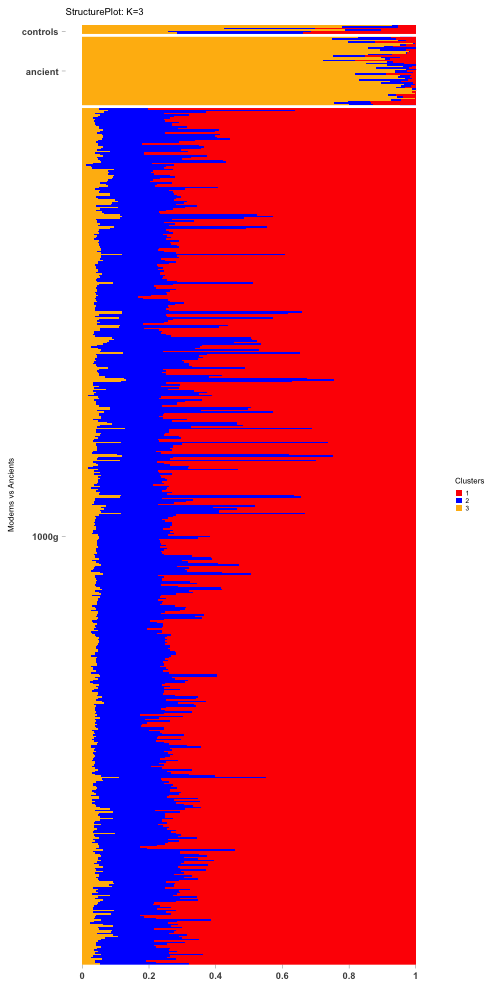 StructurePlot: K=3
controls
ancient
1000g
Moderns vs Ancients
Clusters
1
2
3
0 0.2 0.4 0.6 0.8 1